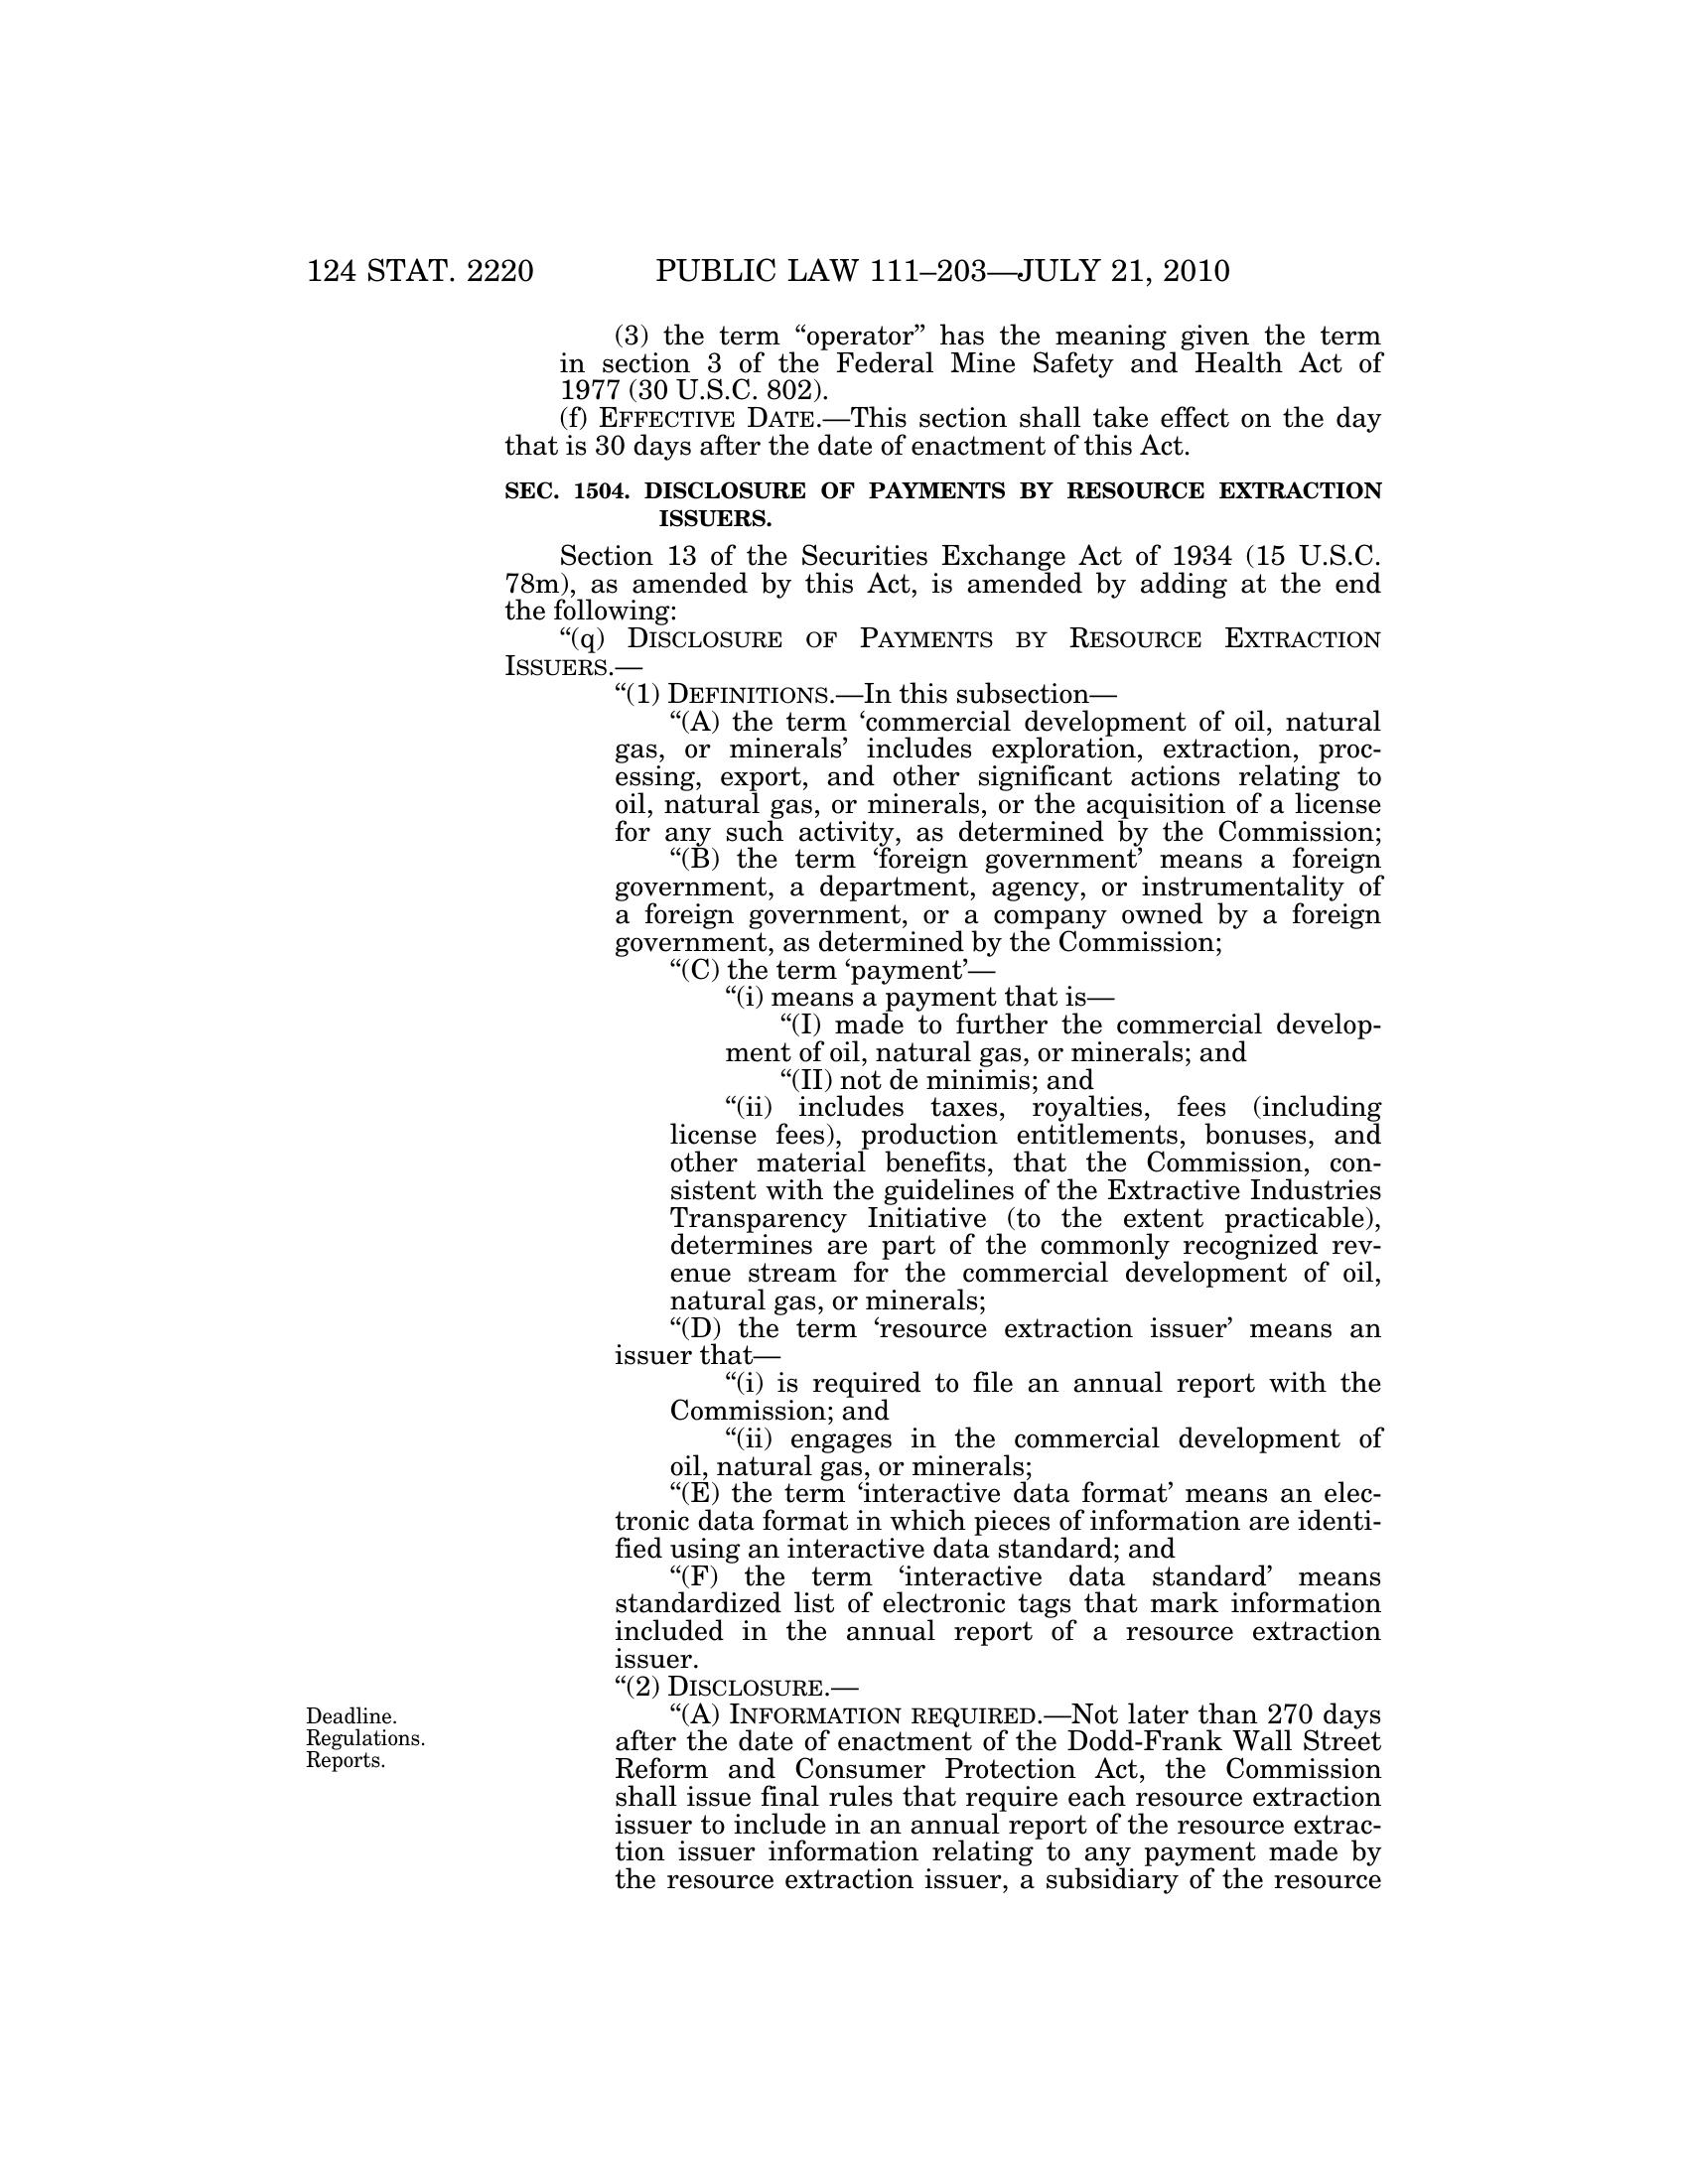 124 STAT. 2220 PUBLIC LAW 111–203—JULY 21, 2010
(3) the term “operator” has the meaning given the term
in section 3 of the Federal Mine Safety and Health Act of
1977 (30 U.S.C. 802).
(f) EFFECTIVE DATE.—This section shall take effect on the day
that is 30 days after the date of enactment of this Act.
SEC. 1504. DISCLOSURE OF PAYMENTS BY RESOURCE EXTRACTION
ISSUERS.
Section 13 of the Securities Exchange Act of 1934 (15 U.S.C.
78m), as amended by this Act, is amended by adding at the end
the following:
“(q) DISCLOSURE OF PAYMENTS BY RESOURCE EXTRACTION
ISSUERS.—
“(1) DEFINITIONS.—In this subsection—
“(A) the term ‘commercial development of oil, natural
gas, or minerals’ includes exploration, extraction, proc-
essing, export, and other significant actions relating to
oil, natural gas, or minerals, or the acquisition of a license
for any such activity, as determined by the Commission;
“(B) the term ‘foreign government’ means a foreign
government, a department, agency, or instrumentality of
a foreign government, or a company owned by a foreign
government, as determined by the Commission;
“(C) the term ‘payment’—
“(i) means a payment that is—
“(I) made to further the commercial develop-
ment of oil, natural gas, or minerals; and
“(II) not de minimis; and
“(ii) includes taxes, royalties, fees (including
license fees), production entitlements, bonuses, and
other material benefits, that the Commission, con-
sistent with the guidelines of the Extractive Industries
Transparency Initiative (to the extent practicable),
determines are part of the commonly recognized rev-
enue stream for the commercial development of oil,
natural gas, or minerals;
“(D) the term ‘resource extraction issuer’ means an
issuer that—
“(i) is required to file an annual report with the
Commission; and
“(ii) engages in the commercial development of
oil, natural gas, or minerals;
“(E) the term ‘interactive data format’ means an elec-
tronic data format in which pieces of information are identi-
fied using an interactive data standard; and
“(F) the term ‘interactive data standard’ means
standardized list of electronic tags that mark information
included in the annual report of a resource extraction
issuer.
“(2) DISCLOSURE.—
Deadline.
Regulations.
Reports.
“(A) INFORMATION REQUIRED.—Not later than 270 days
after the date of enactment of the Dodd-Frank Wall Street
Reform and Consumer Protection Act, the Commission
shall issue final rules that require each resource extraction
issuer to include in an annual report of the resource extrac-
tion issuer information relating to any payment made by
the resource extraction issuer, a subsidiary of the resource